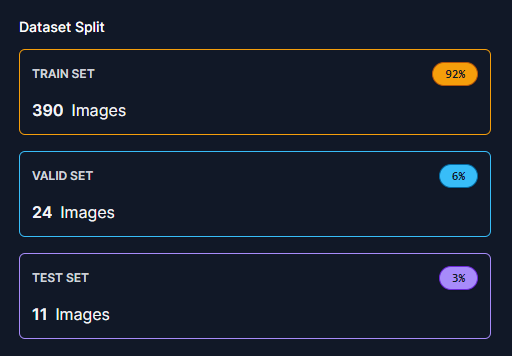 Dataset Split
TRAIN SET 92%
390 Images
VALID SET 6%
24 Images
TEST SET 3%
11 Images